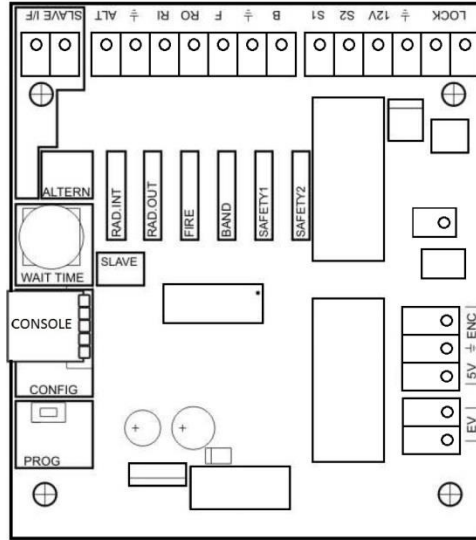 SLAVE I/F ALT ⏚ RI RO F ⏚ B S1 S2 12V ⏚ LOCK
ALTERN
RAD.INT
RAD.OUT
FIRE
BAND
SAFETY1
SAFETY2
WAIT TIME
SLAVE
CONSOLE
CONFIG
PROG
ENC
⏚
5V
EV